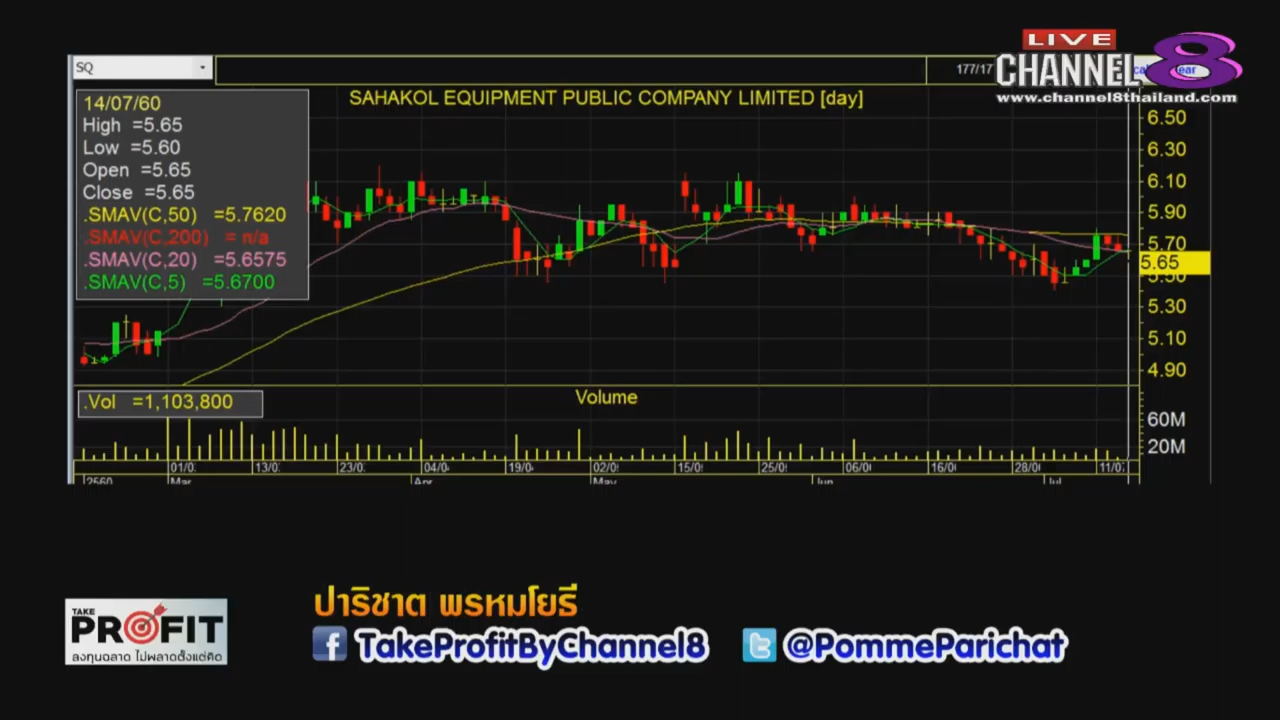 LIVE
CHANNEL 8
www.channel8thailand.com
SQ
177/17
SAHAKOL EQUIPMENT PUBLIC COMPANY LIMITED [day]
14/07/60
High =5.65
Low =5.60
Open =5.65
Close =5.65
.SMAV(C,50) =5.7620
.SMAV(C,200) = n/a
.SMAV(C,20) =5.6575
.SMAV(C,5) =5.6700
6.50
6.30
6.10
5.90
5.70
5.65
5.50
5.30
5.10
4.90
.Vol =1,103,800
Volume
60M
20M
01/0 13/0 23/0 04/0 19/0 02/0 15/0 25/0 06/0 16/0 28/0 11/0
2560 Mar Apr May Jun Jul
TAKE
PROFIT
ลงทุนฉลาด ไม่พลาดตั้งแต่คิด
ปาริชาต พรหมโยธี
TakeProfitByChannel8
@PommeParichat